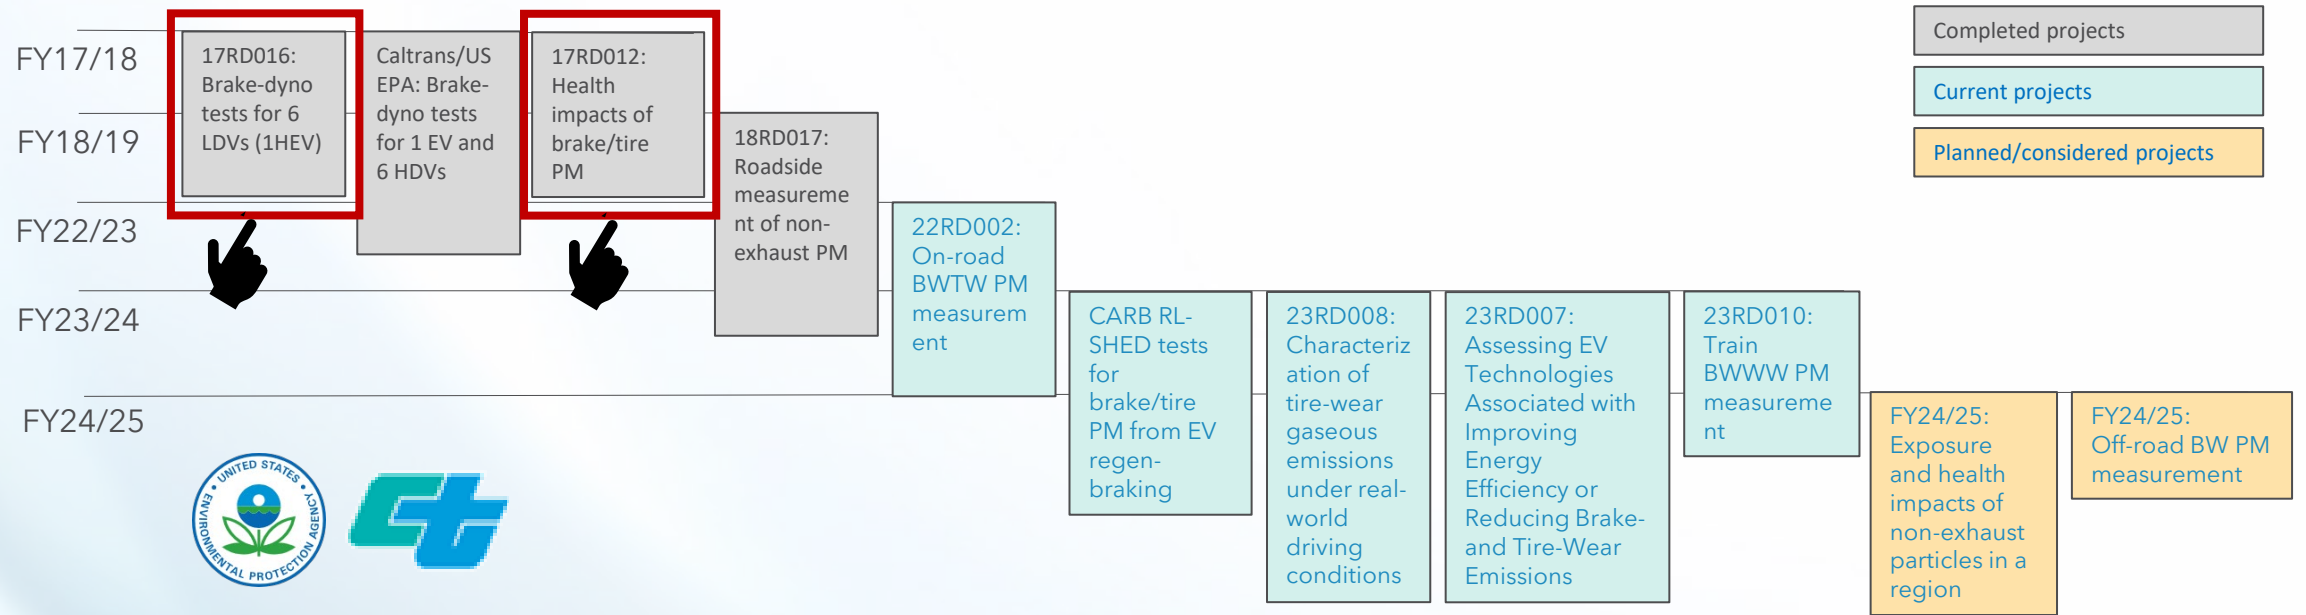 FY17/18
FY18/19
FY22/23
FY23/24
FY24/25
17RD016:
Brake-dyno
tests for 6
LDVs (1HEV)
Caltrans/US
EPA: Brake-
dyno tests
for 1 EV and
6 HDVs
17RD012:
Health
impacts of
brake/tire
PM
18RD017:
Roadside
measureme
nt of non-
exhaust PM
22RD002:
On-road
BWTW PM
measurem
ent
CARB RL-
SHED tests
for
brake/tire
PM from EV
regen-
braking
23RD008:
Characteriz
ation of
tire-wear
gaseous
emissions
under real-
world
driving
conditions
23RD007:
Assessing EV
Technologies
Associated with
Improving
Energy
Efficiency or
Reducing Brake-
and Tire-Wear
Emissions
23RD010:
Train
BWWW PM
measureme
nt
FY24/25:
Exposure
and health
impacts of
non-exhaust
particles in a
region
FY24/25:
Off-road BW PM
measurement
Completed projects
Current projects
Planned/considered projects
UNITED STATES
ENVIRONMENTAL PROTECTION AGENCY
ct